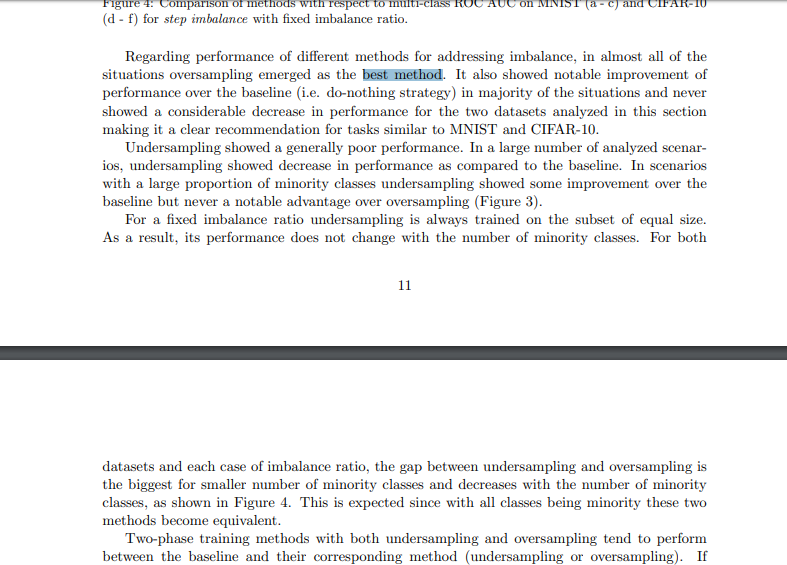 Figure 4: Comparison of methods with respect to multi-class ROC AUC on MNIST (a - c) and CIFAR-10
(d - f) for step imbalance with fixed imbalance ratio.
Regarding performance of different methods for addressing imbalance, in almost all of the
situations oversampling emerged as the best method. It also showed notable improvement of
performance over the baseline (i.e. do-nothing strategy) in majority of the situations and never
showed a considerable decrease in performance for the two datasets analyzed in this section
making it a clear recommendation for tasks similar to MNIST and CIFAR-10.
Undersampling showed a generally poor performance. In a large number of analyzed scenar-
ios, undersampling showed decrease in performance as compared to the baseline. In scenarios
with a large proportion of minority classes undersampling showed some improvement over the
baseline but never a notable advantage over oversampling (Figure 3).
For a fixed imbalance ratio undersampling is always trained on the subset of equal size.
As a result, its performance does not change with the number of minority classes. For both
11
datasets and each case of imbalance ratio, the gap between undersampling and oversampling is
the biggest for smaller number of minority classes and decreases with the number of minority
classes, as shown in Figure 4. This is expected since with all classes being minority these two
methods become equivalent.
Two-phase training methods with both undersampling and oversampling tend to perform
between the baseline and their corresponding method (undersampling or oversampling). If